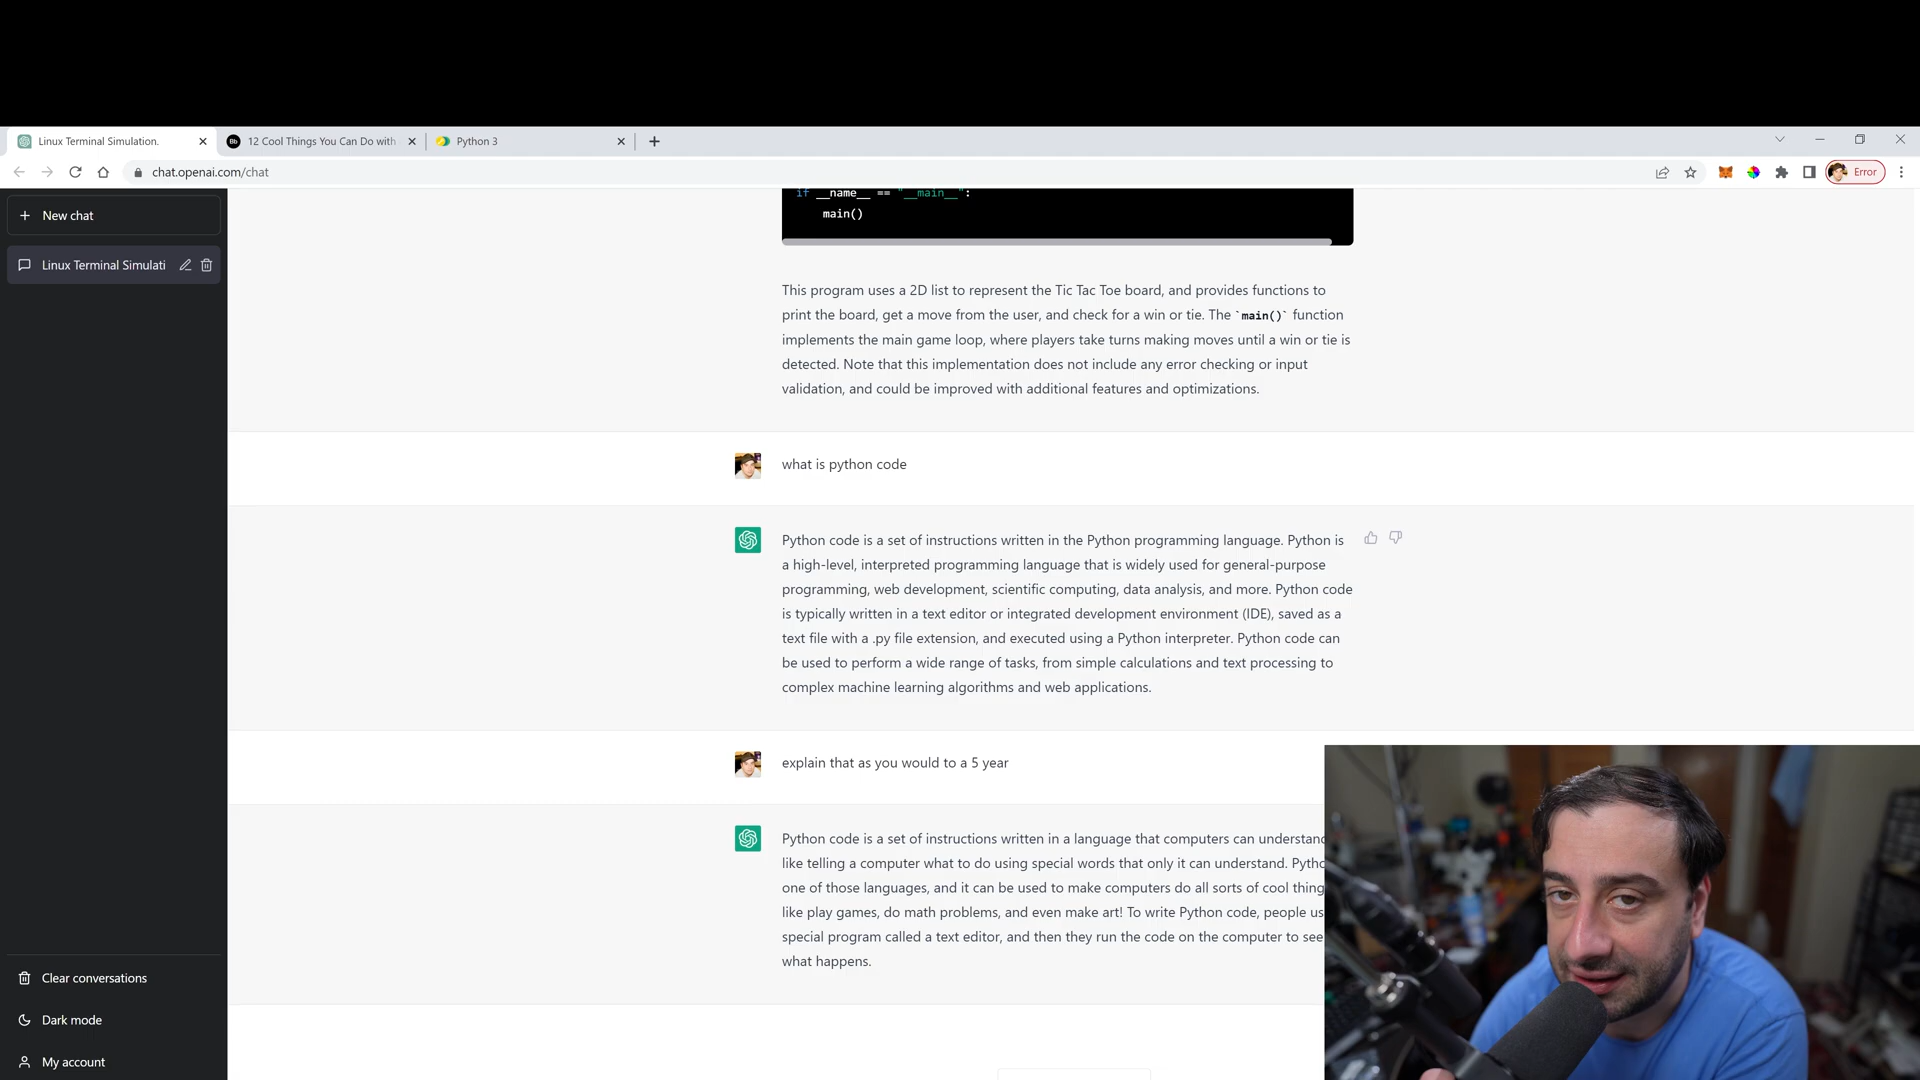 Linux Terminal Simulation.
12 Cool Things You Can Do with
Python 3
chat.openai.com/chat
Error
New chat
Linux Terminal Simulati
Clear conversations
Dark mode
My account
if __name__ == "__main__":
main()
This program uses a 2D list to represent the Tic Tac Toe board, and provides functions to
print the board, get a move from the user, and check for a win or tie. The `main()` function
implements the main game loop, where players take turns making moves until a win or tie is
detected. Note that this implementation does not include any error checking or input
validation, and could be improved with additional features and optimizations.
what is python code
Python code is a set of instructions written in the Python programming language. Python is
a high-level, interpreted programming language that is widely used for general-purpose
programming, web development, scientific computing, data analysis, and more. Python code
is typically written in a text editor or integrated development environment (IDE), saved as a
text file with a .py file extension, and executed using a Python interpreter. Python code can
be used to perform a wide range of tasks, from simple calculations and text processing to
complex machine learning algorithms and web applications.
explain that as you would to a 5 year
Python code is a set of instructions written in a language that computers can understand
like telling a computer what to do using special words that only it can understand. Pytho
one of those languages, and it can be used to make computers do all sorts of cool thing
like play games, do math problems, and even make art! To write Python code, people us
special program called a text editor, and then they run the code on the computer to see
what happens.